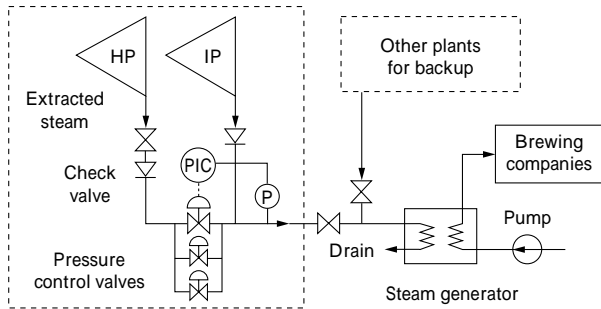 HP
IP
Other plants
for backup
Extracted
steam
Brewing
companies
PIC
Check
valve
P
Pump
Drain
Pressure
control valves
Steam generator